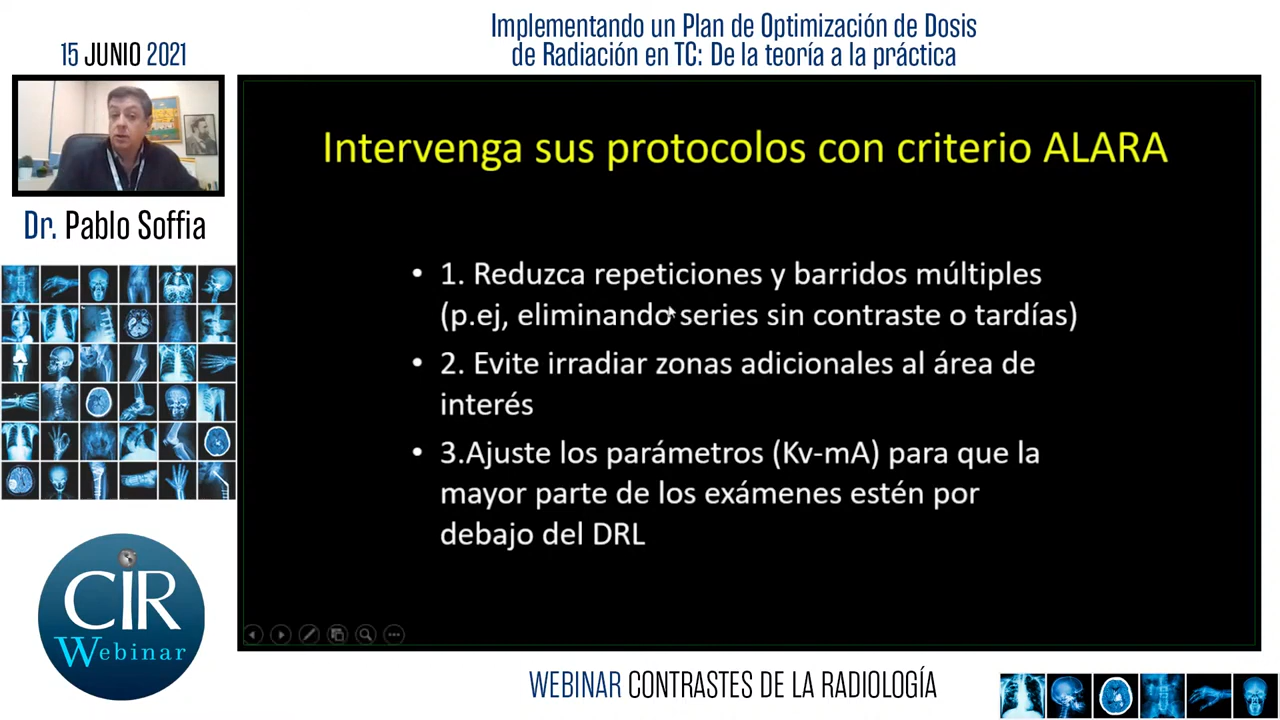 15 JUNIO 2021
Implementando un Plan de Optimización de Dosis
de Radiación en TC: De la teoría a la práctica
Dr. Pablo Soffia
Intervenga sus protocolos con criterio ALARA
• 1. Reduzca repeticiones y barridos múltiples
(p.ej, eliminando series sin contraste o tardías)
• 2. Evite irradiar zonas adicionales al área de
interés
• 3.Ajuste los parámetros (Kv-mA) para que la
mayor parte de los exámenes estén por
debajo del DRL
CIR
Webinar
WEBINAR CONTRASTES DE LA RADIOLOGÍA